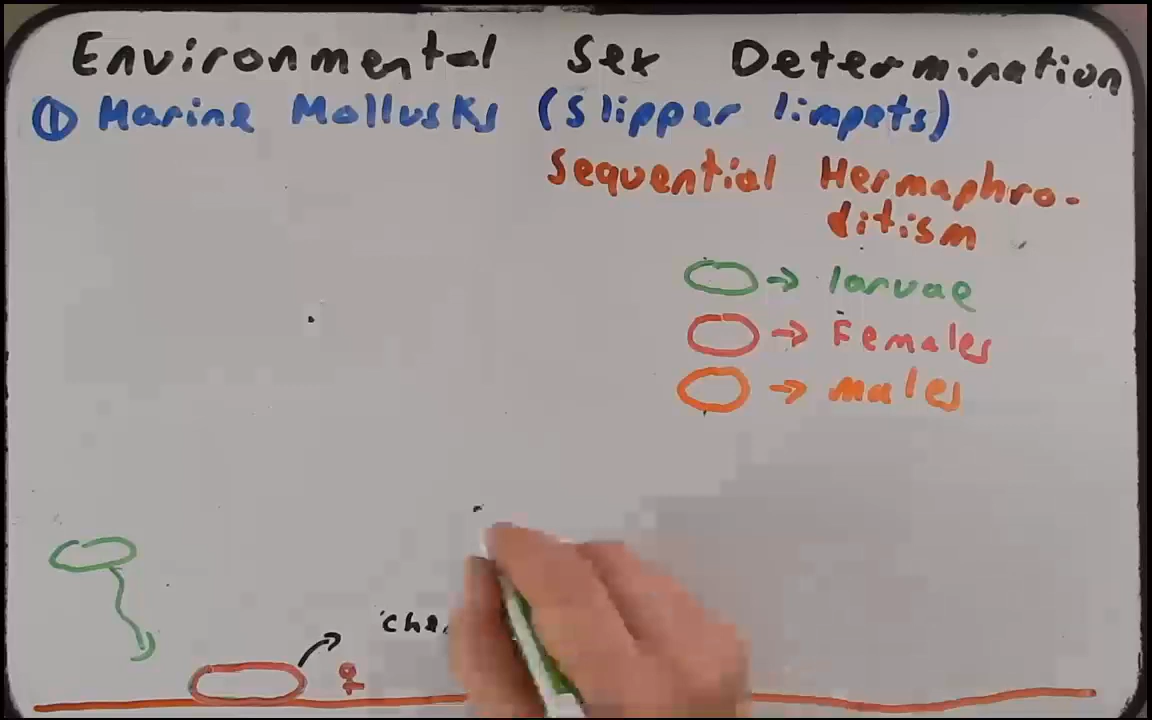 Environmental Sex Determination
① Marine Mollusks (Slipper limpets)
Sequential Hermaphro-
ditism
→ larvae
→ Females
→ males
♀